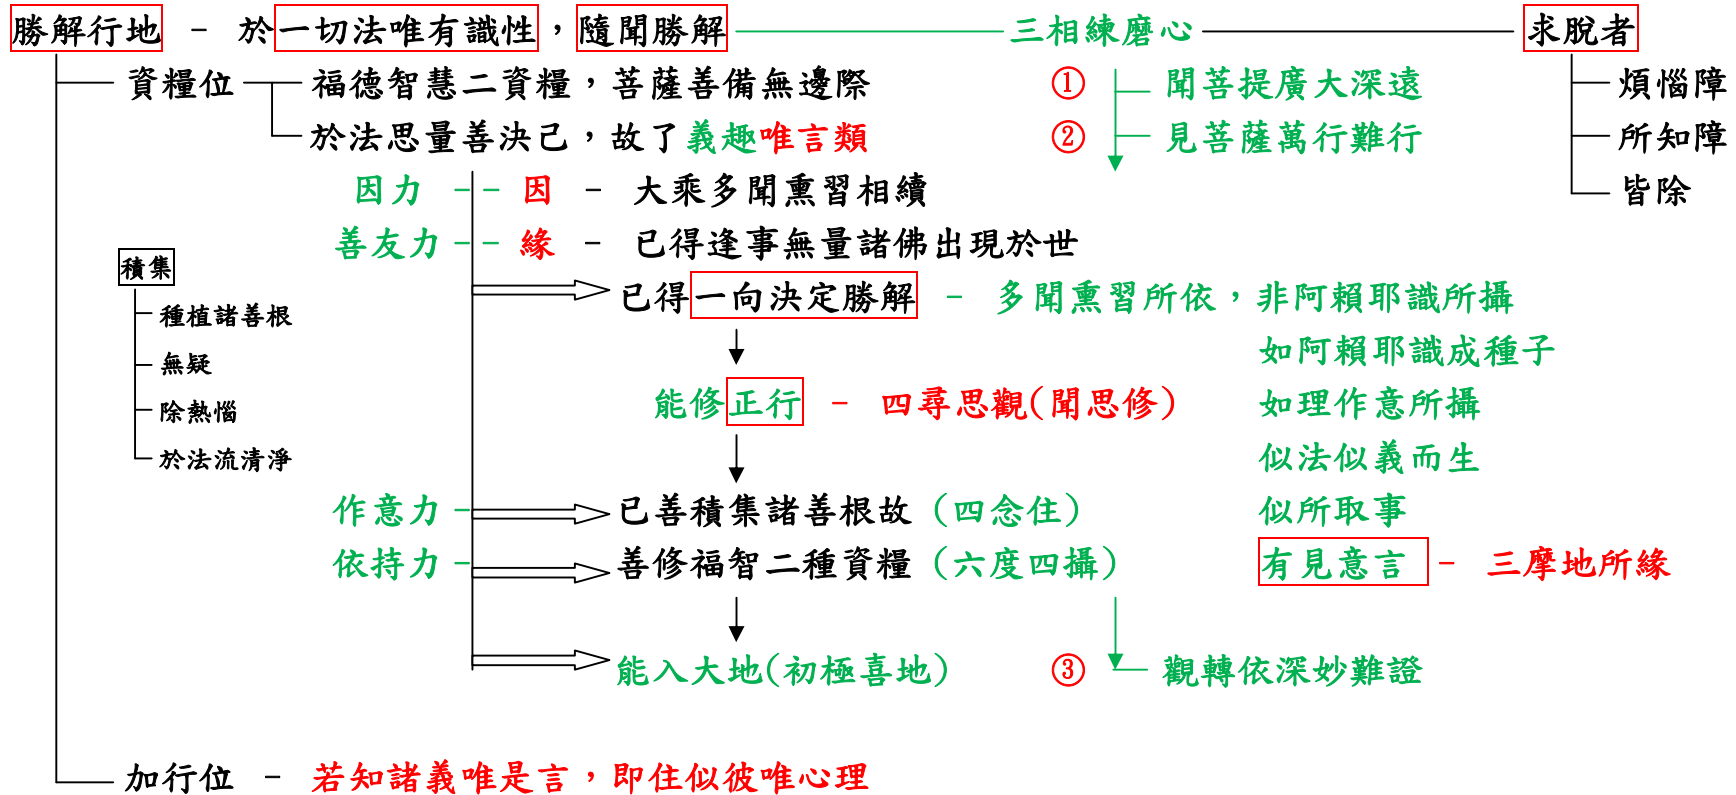 勝解行地 － 於一切法唯有識性，隨聞勝解 三相練磨心 求脫者
資糧位 福德智慧二資糧，菩薩善備無邊際 ① 聞菩提廣大深遠 煩惱障
於法思量善決己，故了義趣唯言類 ② 見菩薩萬行難行 所知障
因力 －－ 因 － 大乘多聞熏習相續 皆除
善友力 －－ 緣 － 已得逢事無量諸佛出現於世
積集
已得一向決定勝解 － 多聞熏習所依，非阿賴耶識所攝
種植諸善根
如阿賴耶識成種子
無疑
能修正行 － 四尋思觀(聞思修) 如理作意所攝
除熱惱
於法流清淨 似法似義而生
作意力－ 已善積集諸善根故（四念住） 似所取事
依持力－ 善修福智二種資糧（六度四攝） 有見意言 － 三摩地所緣
能入大地(初極喜地) ③ 觀轉依深妙難證
加行位 － 若知諸義唯是言，即住似彼唯心理